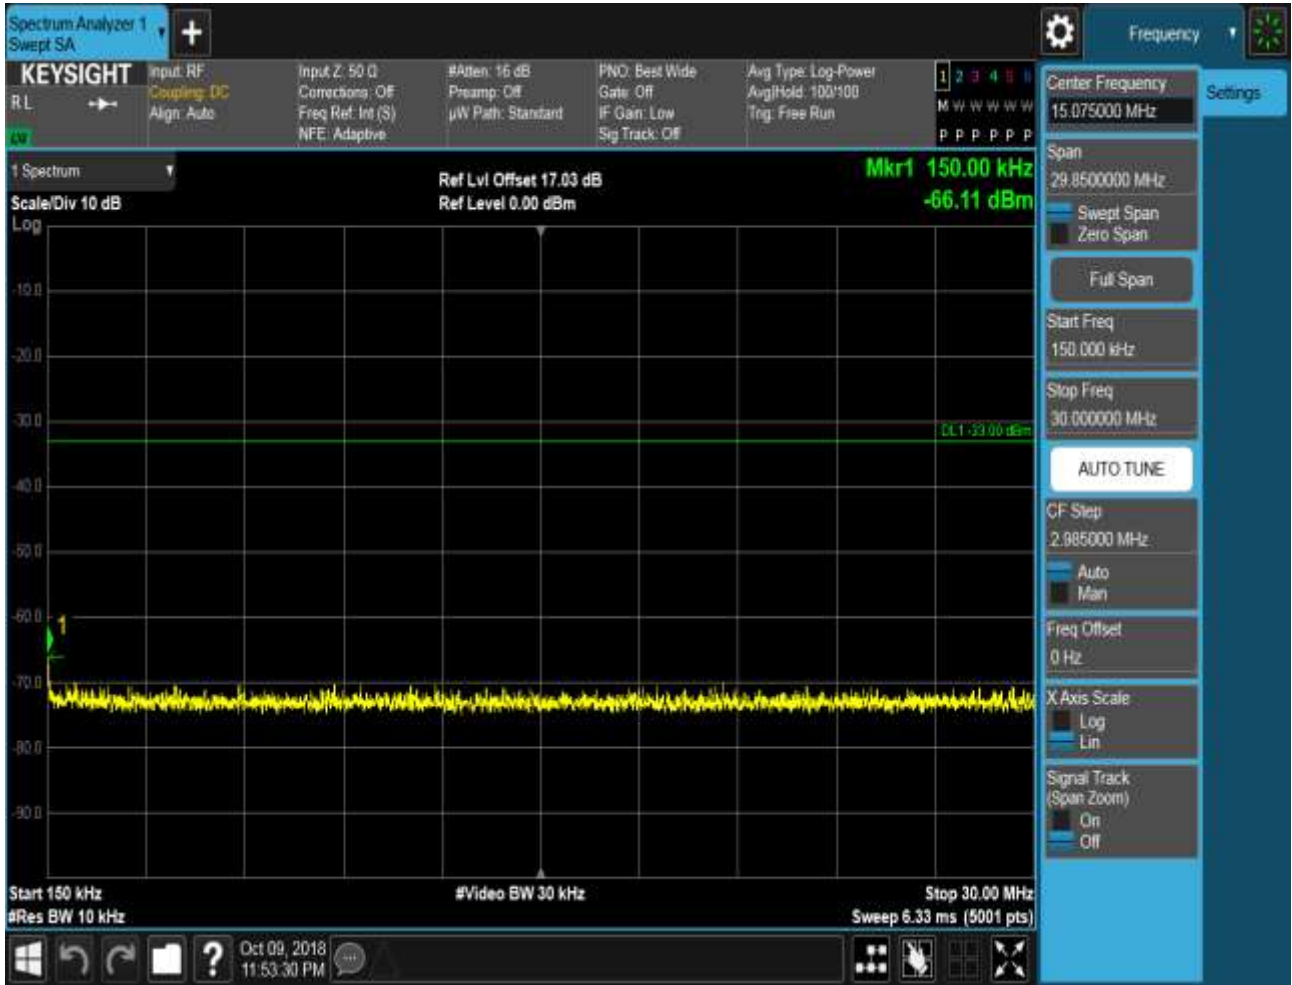 Spectrum Analyzer 1
Swept SA
+
Frequency
KEYSIGHT
RL
Input: RF
Coupling: DC
Align: Auto
Input Z: 50 Ω
Corrections: Off
Freq Ref: Int (S)
NFE: Adaptive
#Atten: 16 dB
Preamp: Off
µW Path: Standard
PNO: Best Wide
Gate: Off
IF Gain: Low
Sig Track: Off
Avg Type: Log-Power
Avg|Hold: 100/100
Trig: Free Run
1 2 3 4 5 6
M W W W W W
P P P P P P
LW
1 Spectrum
Scale/Div 10 dB
Log
Ref Lvl Offset 17.03 dB
Ref Level 0.00 dBm
Mkr1 150.00 kHz
-66.11 dBm
-10.0
-20.0
-30.0
DL1 -33.00 dBm
-40.0
-50.0
-60.0
1
-70.0
-80.0
-90.0
Start 150 kHz
#Video BW 30 kHz
Stop 30.00 MHz
#Res BW 10 kHz
Sweep 6.33 ms (5001 pts)
?
Oct 09, 2018
11:53:30 PM
Center Frequency
15.075000 MHz
Settings
Span
29.8500000 MHz
Swept Span
Zero Span
Full Span
Start Freq
150.000 kHz
Stop Freq
30.000000 MHz
AUTO TUNE
CF Step
2.985000 MHz
Auto
Man
Freq Offset
0 Hz
X Axis Scale
Log
Lin
Signal Track
(Span Zoom)
On
Off